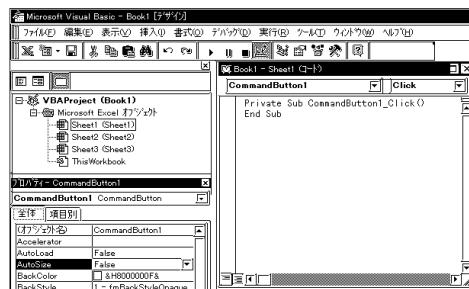 Microsoft Visual Basic - Book1 [デザイン]
ファイル(F) 編集(E) 表示(V) 挿入(I) 書式(O) デバッグ(D) 実行(R) ツール(T) ウィンドウ(W) ヘルプ(H)
VBAProject (Book1)
Microsoft Excel オブジェクト
Sheet1 (Sheet1)
Sheet2 (Sheet2)
Sheet3 (Sheet3)
ThisWorkbook
プロパティ - CommandButton1
CommandButton1 CommandButton
全体 項目別
(オブジェクト名) CommandButton1
Accelerator
AutoLoad False
AutoSize False
BackColor &H8000000F&
BackStyle 1 - fmBackStyleOpaque
Book1 - Sheet1 (コード)
CommandButton1 Click
Private Sub CommandButton1_Click()
End Sub